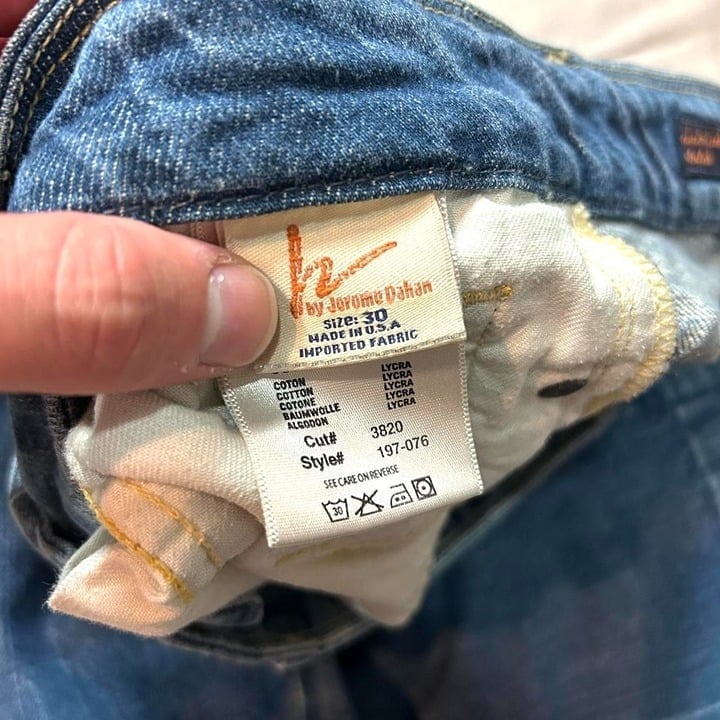 by Jerome Dahan
Size: 30
MADE IN U.S.A
IMPORTED FABRIC
COTON LYCRA
COTTON LYCRA
COTONE LYCRA
BAUMWOLLE LYCRA
ALGODON
Cut# 3820
Style# 197-076
SEE CARE ON REVERSE
30